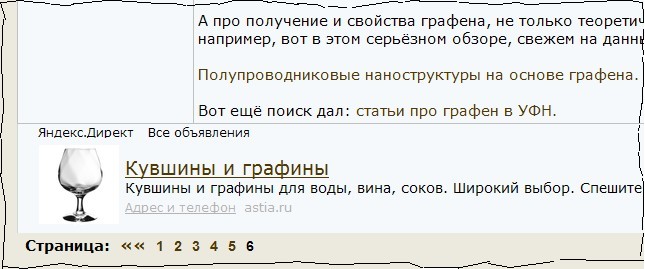 А про получение и свойства графена, не только
например, вот в этом серьёзном обзоре, свежем на
Полупроводниковые наноструктуры на основе графена.
Вот ещё поиск дал: статьи про графен в УФН.
Яндекс.Директ Все объявления
Кувшины и графины
Кувшины и графины для воды, вина, соков. Широкий выбор. Спешите
Адрес и телефон astia.ru
Страница: «« 1 2 3 4 5 6